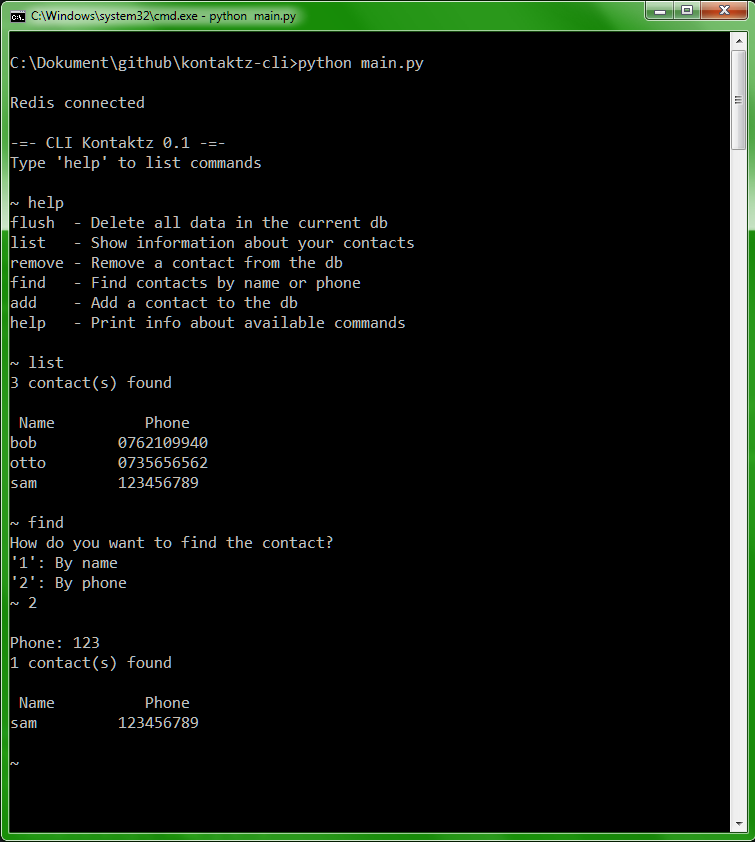 C:\Windows\system32\cmd.exe - python  main.py
C:\Dokument\github\kontaktz-cli>python main.py
Redis connected
-=- CLI Kontaktz 0.1 -=-
Type 'help' to list commands
~ help
flush  - Delete all data in the current db
list   - Show information about your contacts
remove - Remove a contact from the db
find   - Find contacts by name or phone
add    - Add a contact to the db
help   - Print info about available commands
~ list
3 contact(s) found
 Name          Phone
bob         0762109940
otto        0735656562
sam         123456789
~ find
How do you want to find the contact?
'1': By name
'2': By phone
~ 2
Phone: 123
1 contact(s) found
 Name          Phone
sam         123456789
~